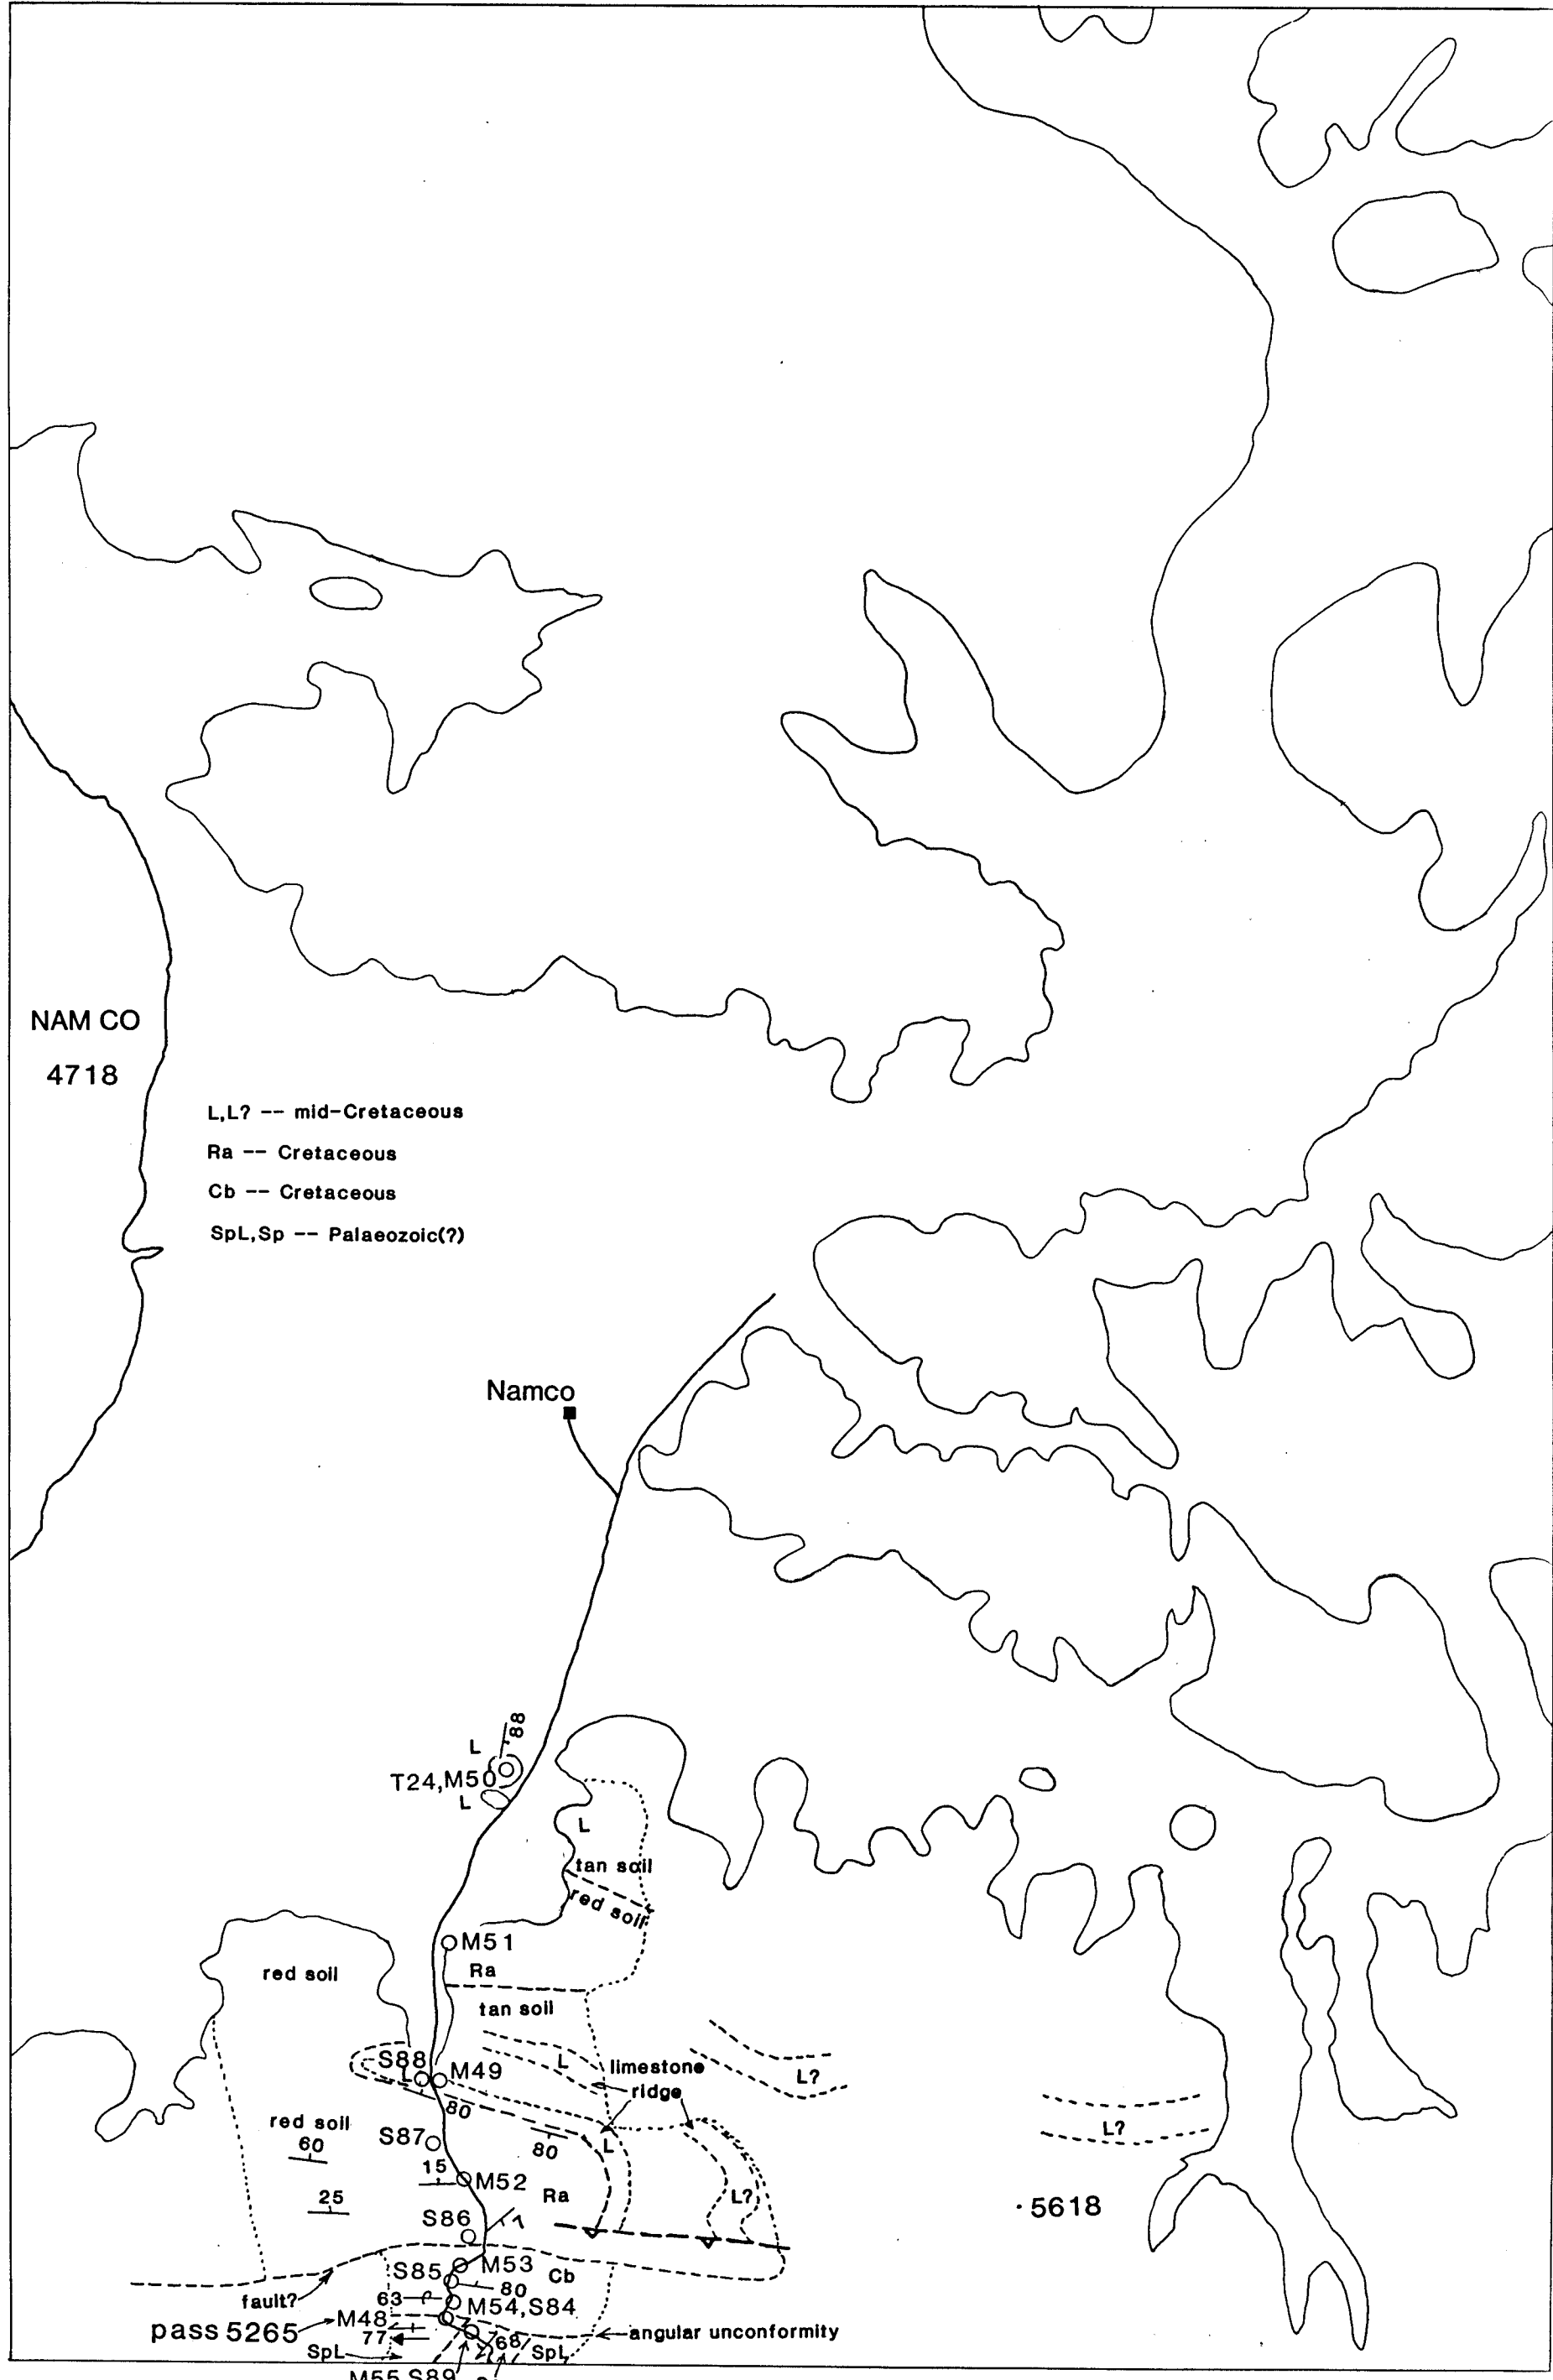 NAM CO
4718
L,L? -- mid-Cretaceous
Ra -- Cretaceous
Cb -- Cretaceous
SpL,Sp -- Palaeozoic(?)
Namco
88
L
T24,M50
L
L
tan soil
red soil
M51
red soil
Ra
tan soil
S88
L
M49
L
limestone
ridge
L?
L?
80
red soil
60
S87
80
L
15
M52
25
Ra
L?
5618
S86
7
S85
M53
Cb
80
fault?
63
M54,S84
pass 5265
M48
77
angular unconformity
68
SpL
SpL
M55,S89